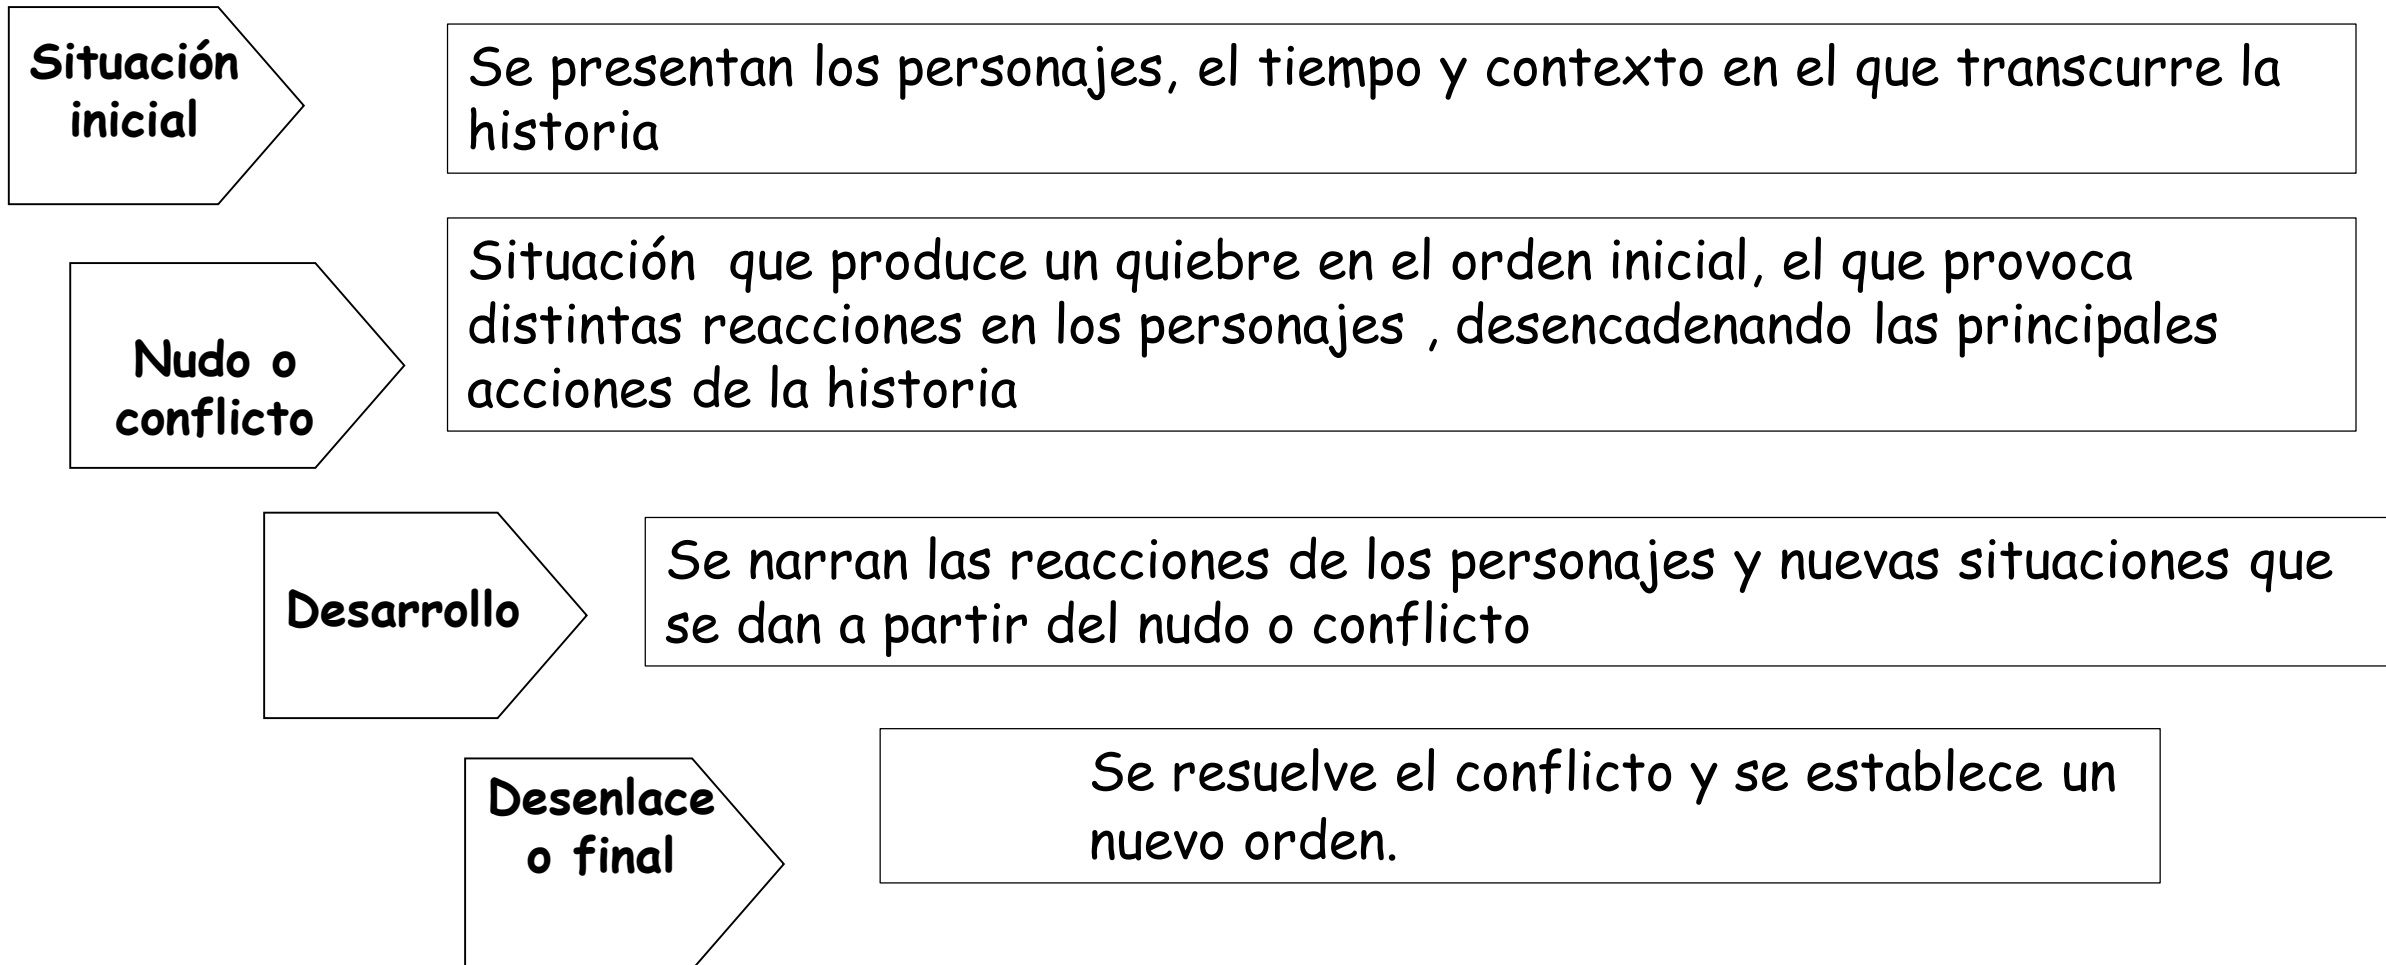 Situación
inicial
Se presentan los personajes, el tiempo y contexto en el que transcurre la
historia
Nudo o
conflicto
Situación  que produce un quiebre en el orden inicial, el que provoca
distintas reacciones en los personajes , desencadenando las principales
acciones de la historia
Desarrollo
Se narran las reacciones de los personajes y nuevas situaciones que
se dan a partir del nudo o conflicto
Desenlace
o final
Se resuelve el conflicto y se establece un
nuevo orden.